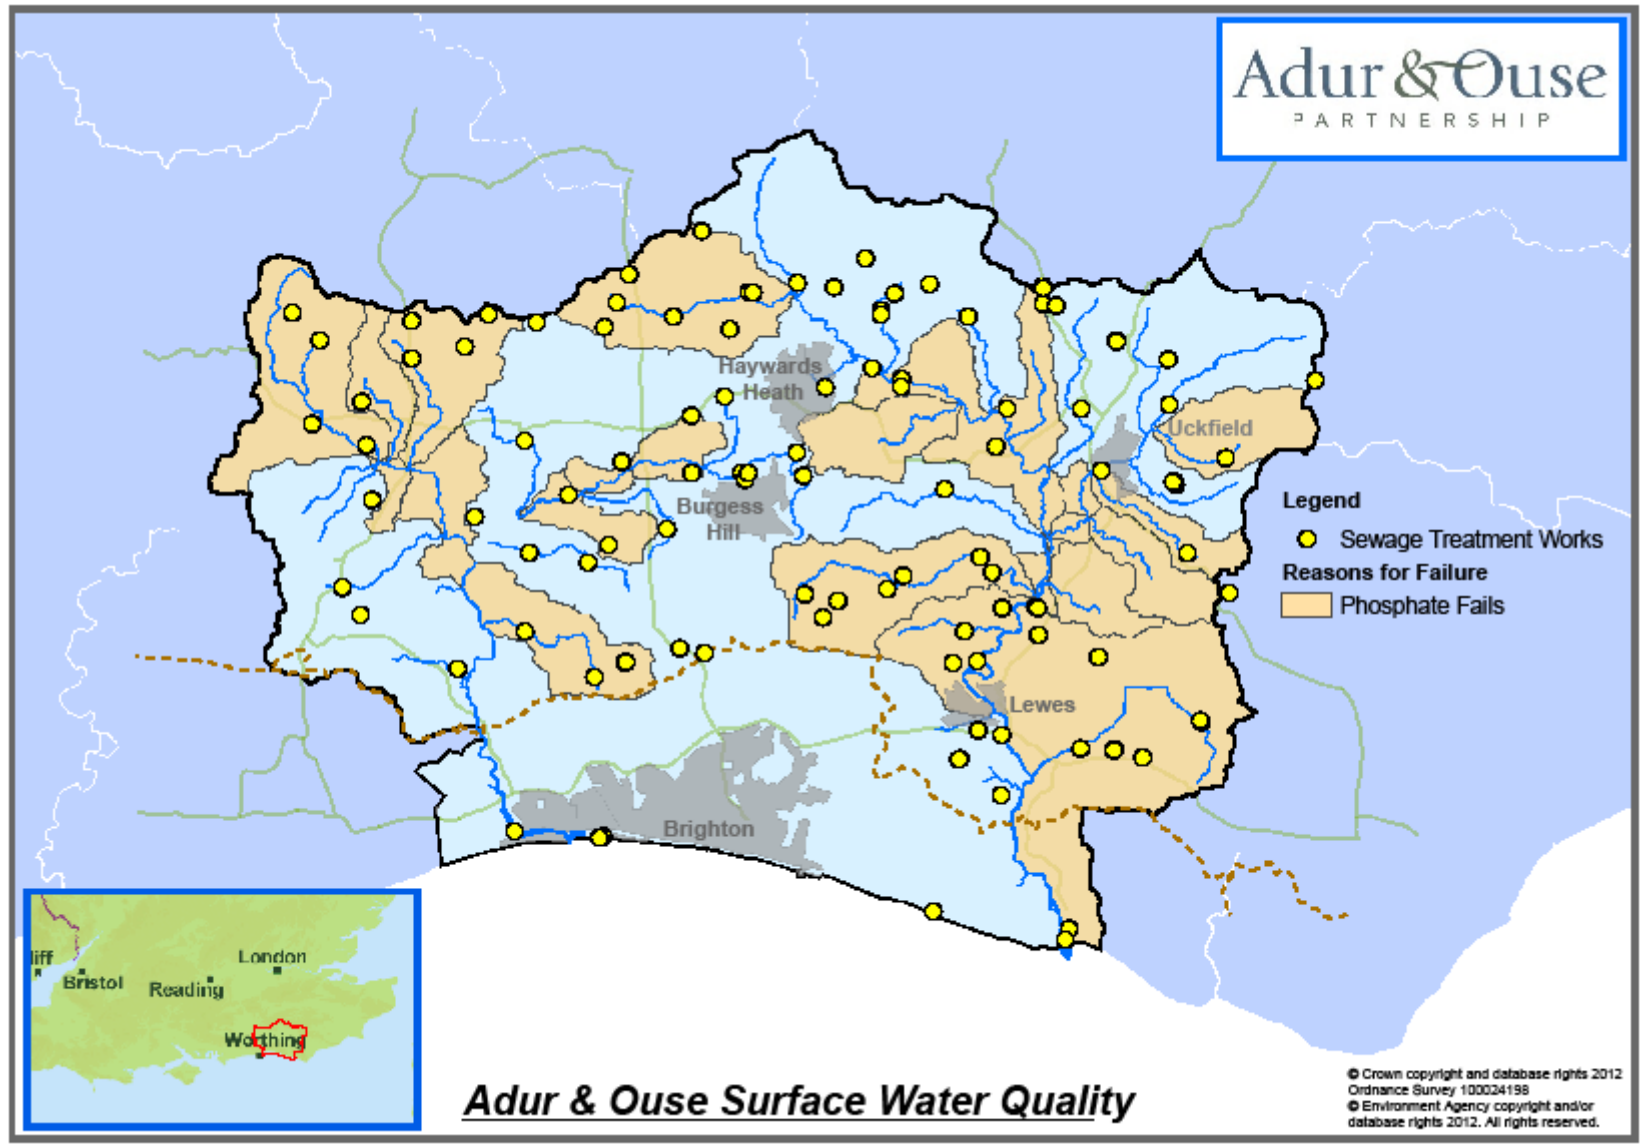 Adur & Ouse
PARTNERSHIP
Haywards
Heath
Uckfield
Burgess
Hill
Legend
Sewage Treatment Works
Reasons for Failure
Phosphate Fails
Lewes
Brighton
liff
London
Bristol
Reading
Worthing
Adur & Ouse Surface Water Quality
© Crown copyright and database rights 2012
Ordnance Survey 100024198
© Environment Agency copyright and/or
database rights 2012. All rights reserved.